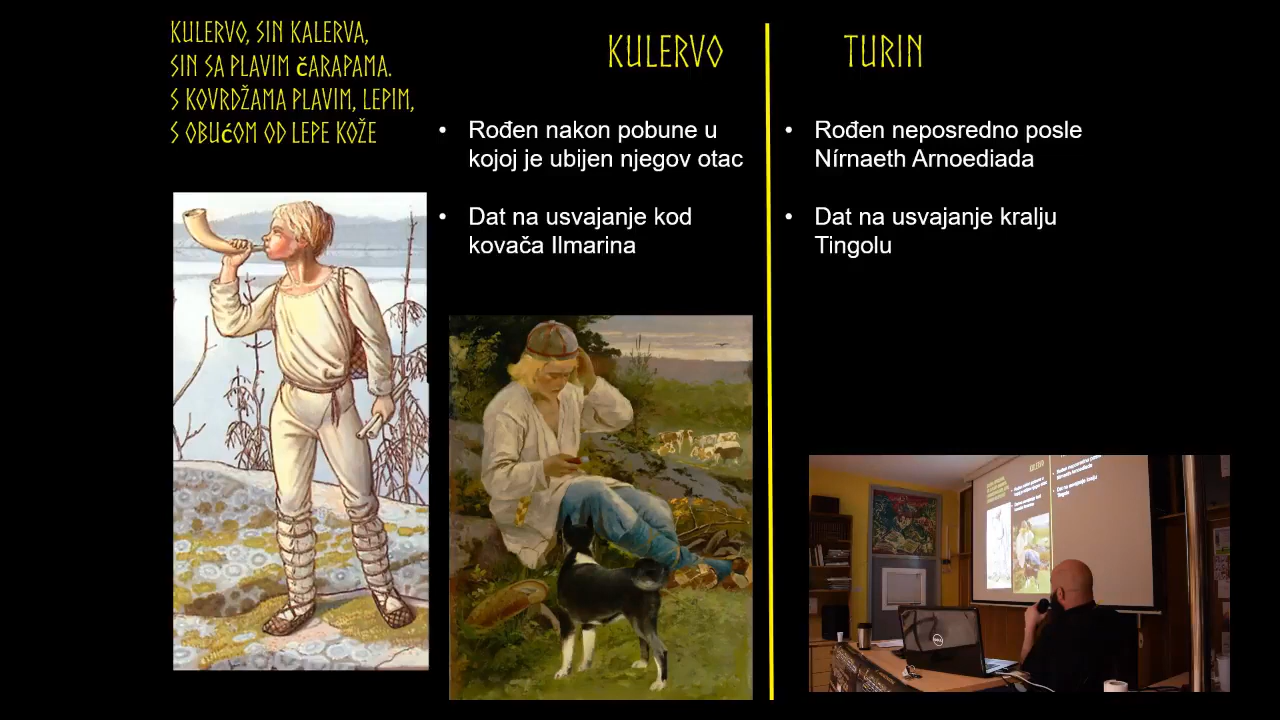 KULERVO, SIN KALERVA,
SIN SA PLAVIM ČARAPAMA.
S KOVRDŽAMA PLAVIM, LEPIM,
S OBUĆOM OD LEPE KOŽE
KULERVO
• Rođen nakon pobune u
kojoj je ubijen njegov otac
• Dat na usvajanje kod
kovača Ilmarina
TURIN
• Rođen neposredno posle
Nírnaeth Arnoediada
• Dat na usvajanje kralju
Tingolu
KULERVO
DELL